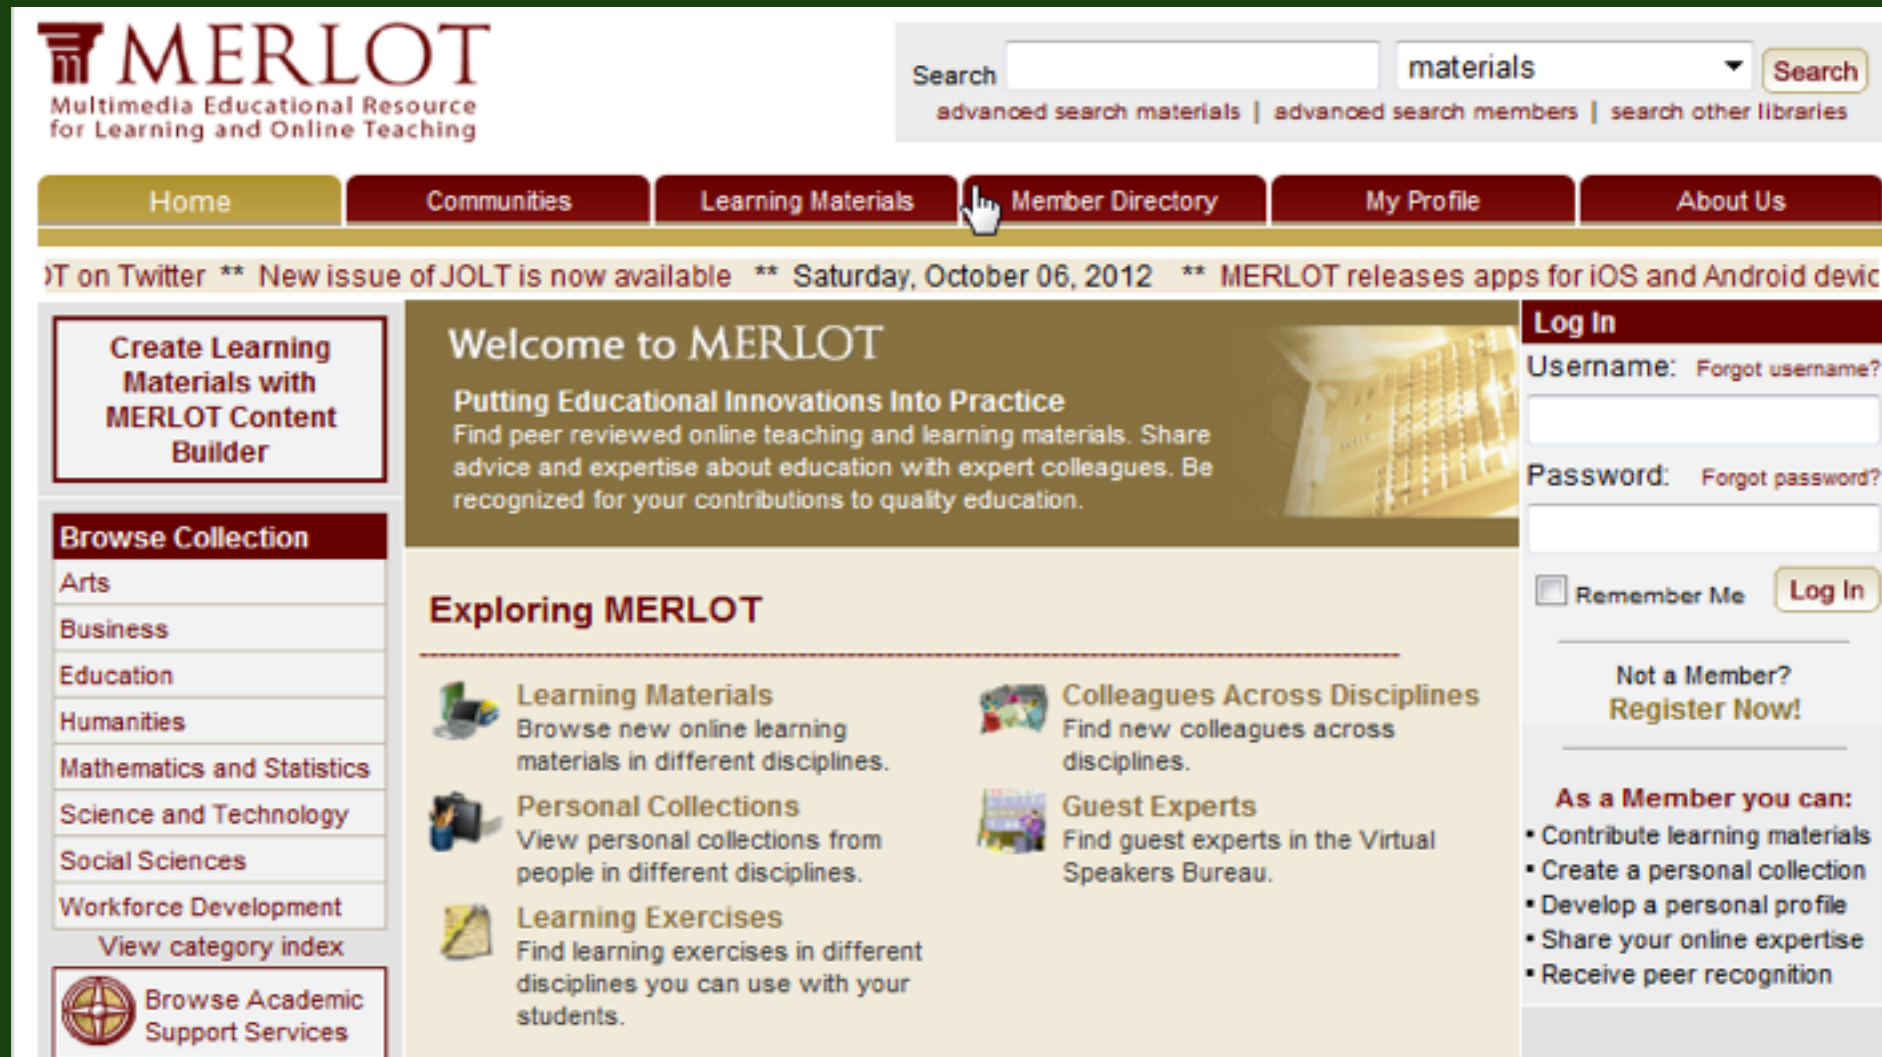 MERLOT
Multimedia Educational Resource
for Learning and Online Teaching
Search
materials
Search
advanced search materials | advanced search members | search other libraries
Home
Communities
Learning Materials
Member Directory
My Profile
About Us
on Twitter ** New issue of JOLT is now available ** Saturday, October 06, 2012 ** MERLOT releases apps for iOS and Android
Create Learning
Materials with
MERLOT Content
Builder
Browse Collection
Arts
Business
Education
Humanities
Mathematics and Statistics
Science and Technology
Social Sciences
Workforce Development
View category index
Browse Academic
Support Services
Welcome to MERLOT
Putting Educational Innovations Into Practice
Find peer reviewed online teaching and learning materials. Share
advice and expertise about education with expert colleagues. Be
recognized for your contributions to quality education.
Exploring MERLOT
Learning Materials
Browse new online learning
materials in different disciplines.
Personal Collections
View personal collections from
people in different disciplines.
Learning Exercises
Find learning exercises in different
disciplines you can use with your
students.
Colleagues Across Disciplines
Find new colleagues across
disciplines.
Guest Experts
Find guest experts in the Virtual
Speakers Bureau.
Log In
Username: Forgot username?
Password: Forgot password?
Remember Me
Log In
Not a Member?
Register Now!
As a Member you can:
▪ Contribute learning materials
▪ Create a personal collection
▪ Develop a personal profile
▪ Share your online expertise
▪ Receive peer recognition